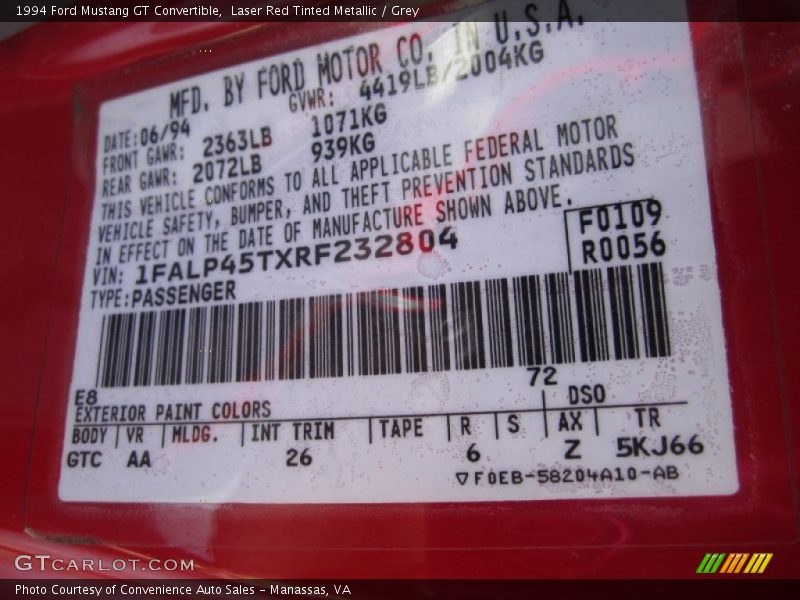 1994 Ford Mustang GT Convertible, Laser Red Tinted Metallic / Grey
MFD. BY FORD MOTOR CO. IN U.S.A.
DATE: 06/94 GVWR: 4419LB/2004KG
FRONT GAWR: 2363LB 1071KG
REAR GAWR: 2072LB 939KG
THIS VEHICLE CONFORMS TO ALL APPLICABLE FEDERAL MOTOR
VEHICLE SAFETY, BUMPER, AND THEFT PREVENTION STANDARDS
IN EFFECT ON THE DATE OF MANUFACTURE SHOWN ABOVE.
VIN: 1FALP45TXRF232804 F0109
TYPE: PASSENGER R0056
72
E8 DSO
EXTERIOR PAINT COLORS
BODY VR MLDG. INT TRIM TAPE R S AX TR
GTC AA 26 6 Z 5KJ66
▽F0EB-58204A10-AB
GTCARLOT.COM
Photo Courtesy of Convenience Auto Sales - Manassas, VA